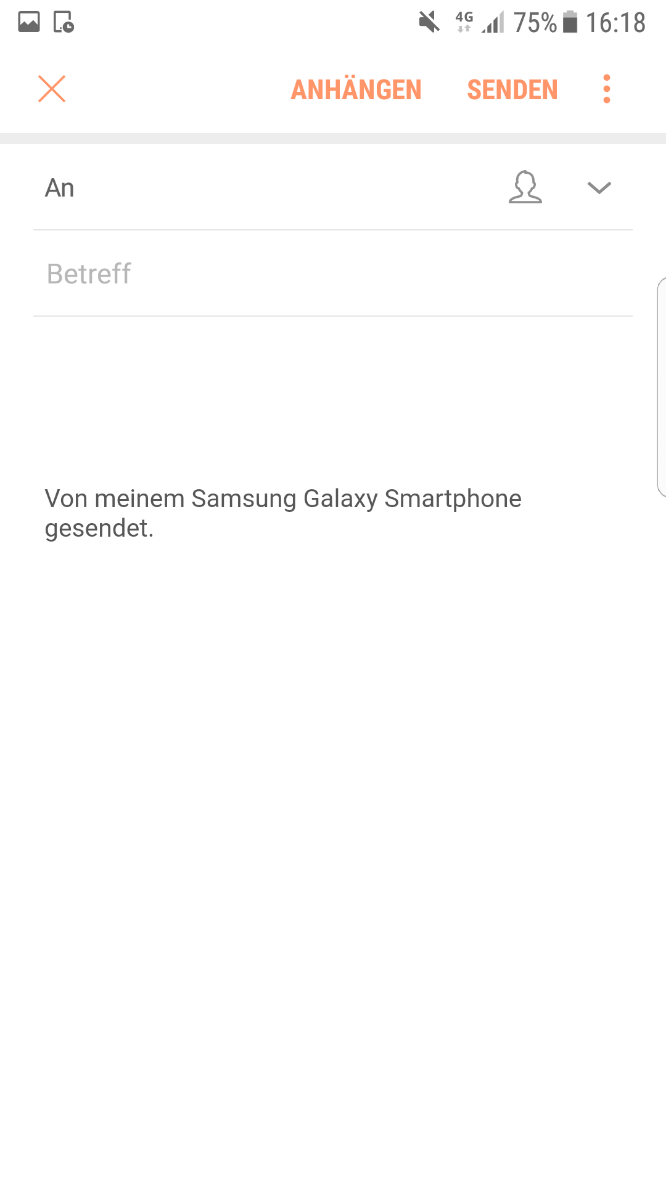 4G 75% 16:18
ANHÄNGEN SENDEN
An
Betreff
Von meinem Samsung Galaxy Smartphone
gesendet.